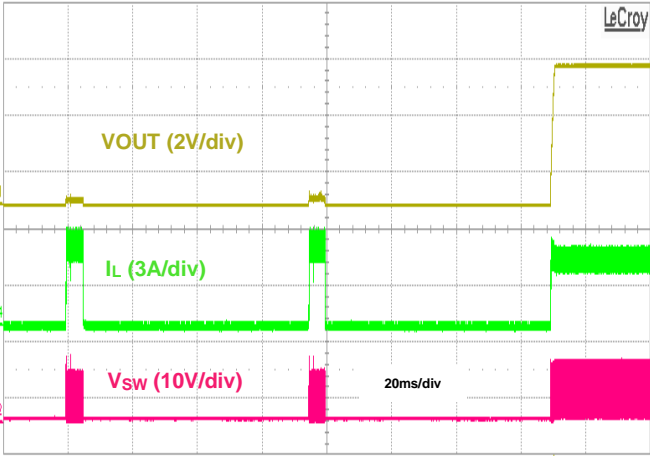 LeCroy
VOUT (2V/div)
IL (3A/div)
VSW (10V/div)
20ms/div